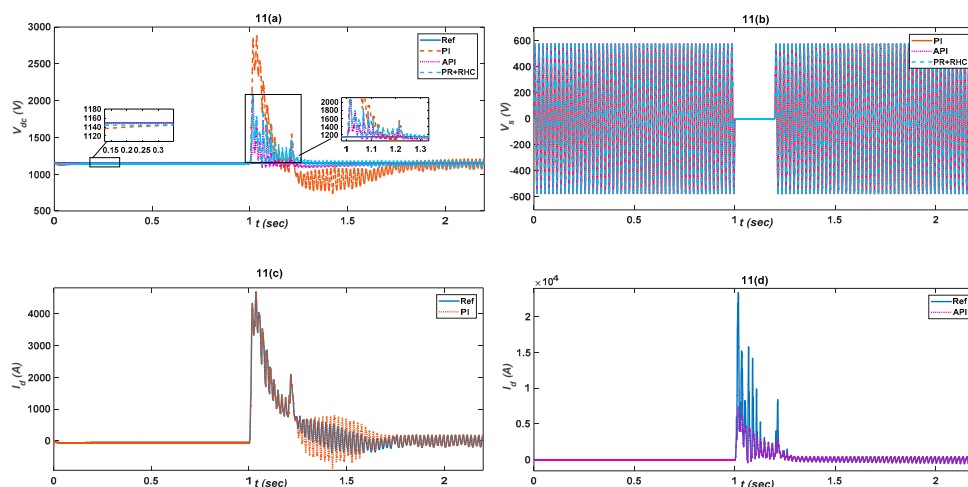 11(a)
3000
2500
2000
1500
1000
500
V_dc (V)
Ref
PI
API
PR+RHC
1180
1160
1140
1120
0.15 0.2 0.25 0.3
2000
1800
1600
1400
1200
1 1.1 1.2 1.3
0 0.5 1 1.5 2
t (sec)
11(b)
600
400
200
0
-200
-400
-600
V_s (V)
PI
API
PR+RHC
0 0.5 1 1.5 2
t (sec)
11(c)
4000
3000
2000
1000
0
I_d (A)
Ref
PI
0 0.5 1 1.5 2
t (sec)
11(d)
×10^4
2
1.5
1
0.5
0
I_d (A)
Ref
API
0 0.5 1 1.5 2
t (sec)